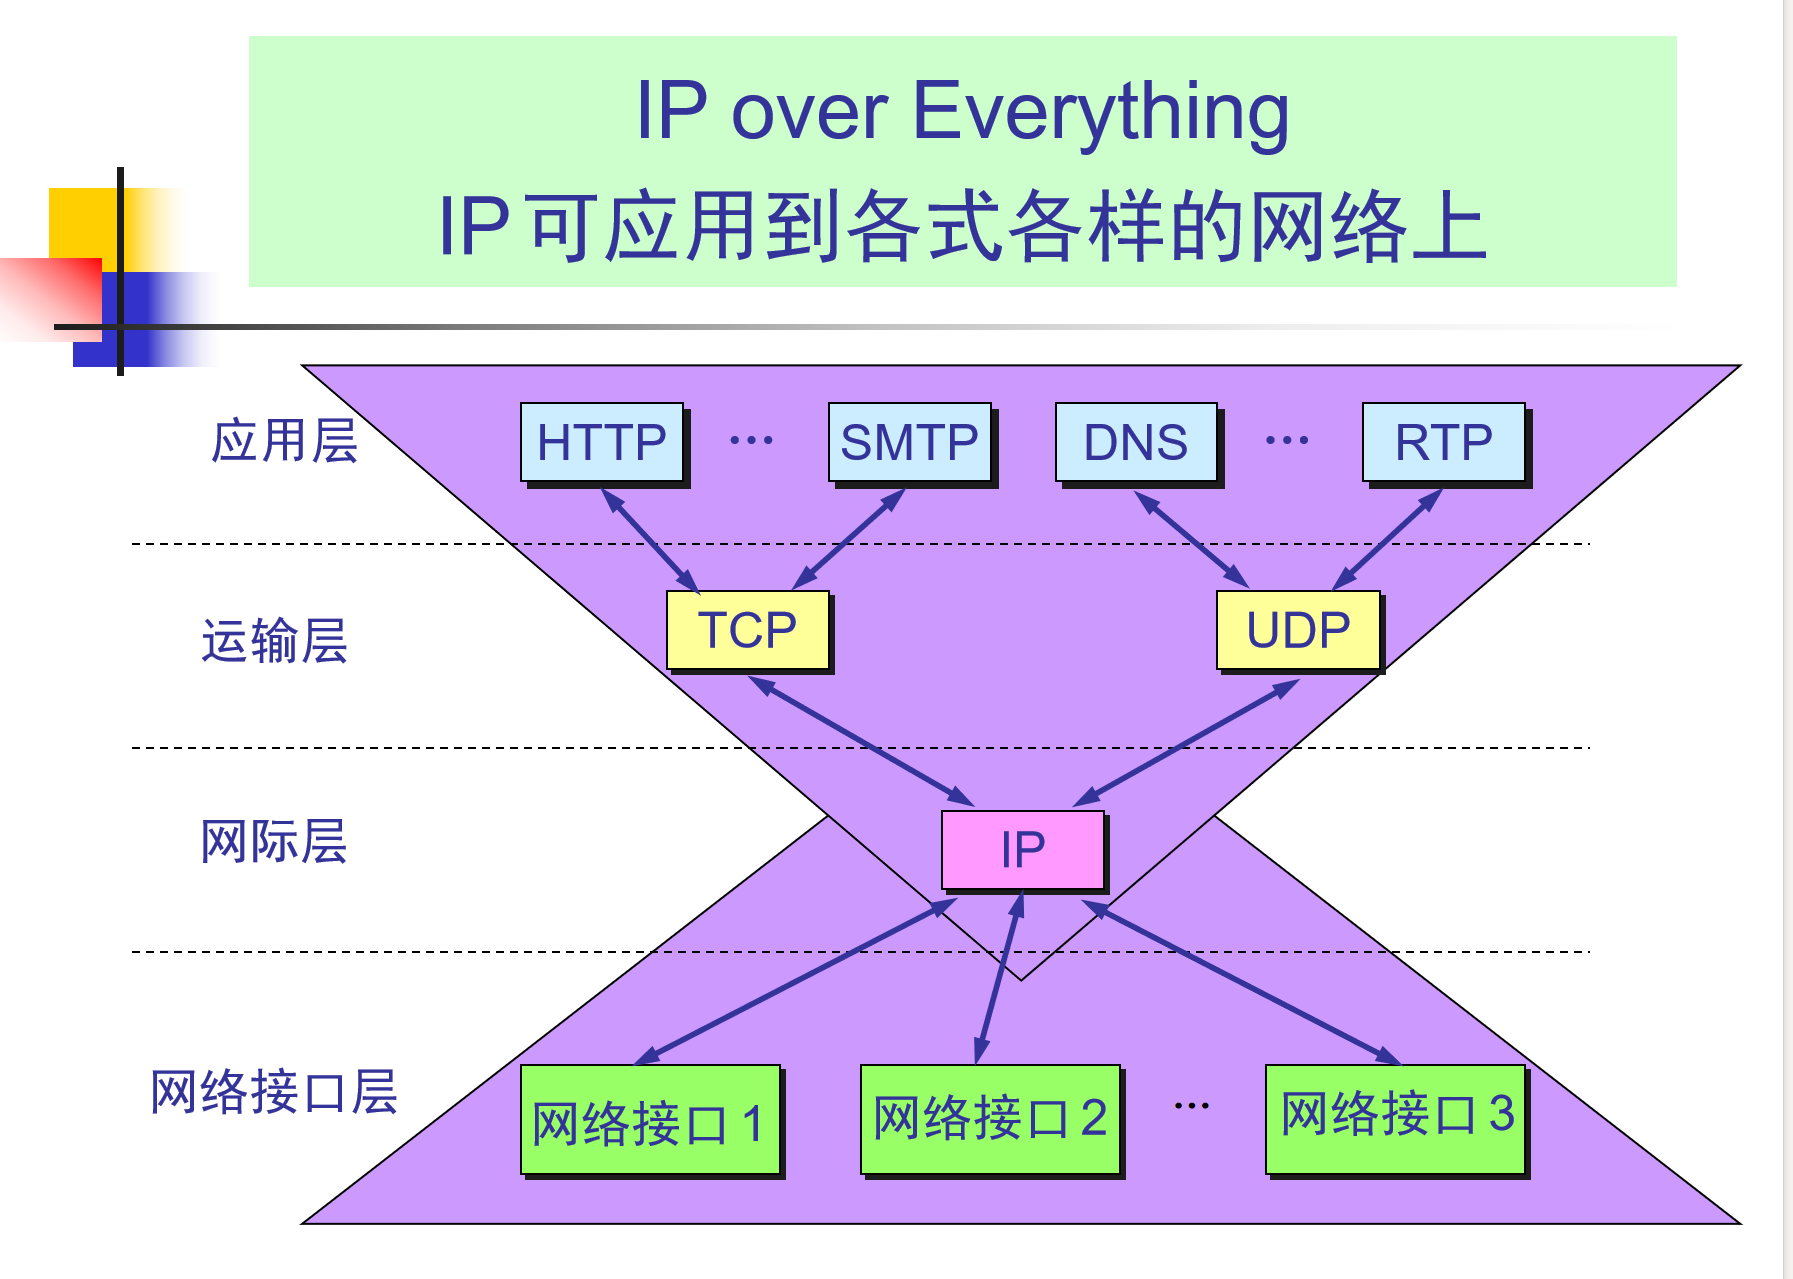 IP over Everything
IP可应用到各式各样的网络上
应用层
HTTP … SMTP DNS … RTP
运输层
TCP UDP
网际层
IP
网络接口层
网络接口1 网络接口2 … 网络接口3